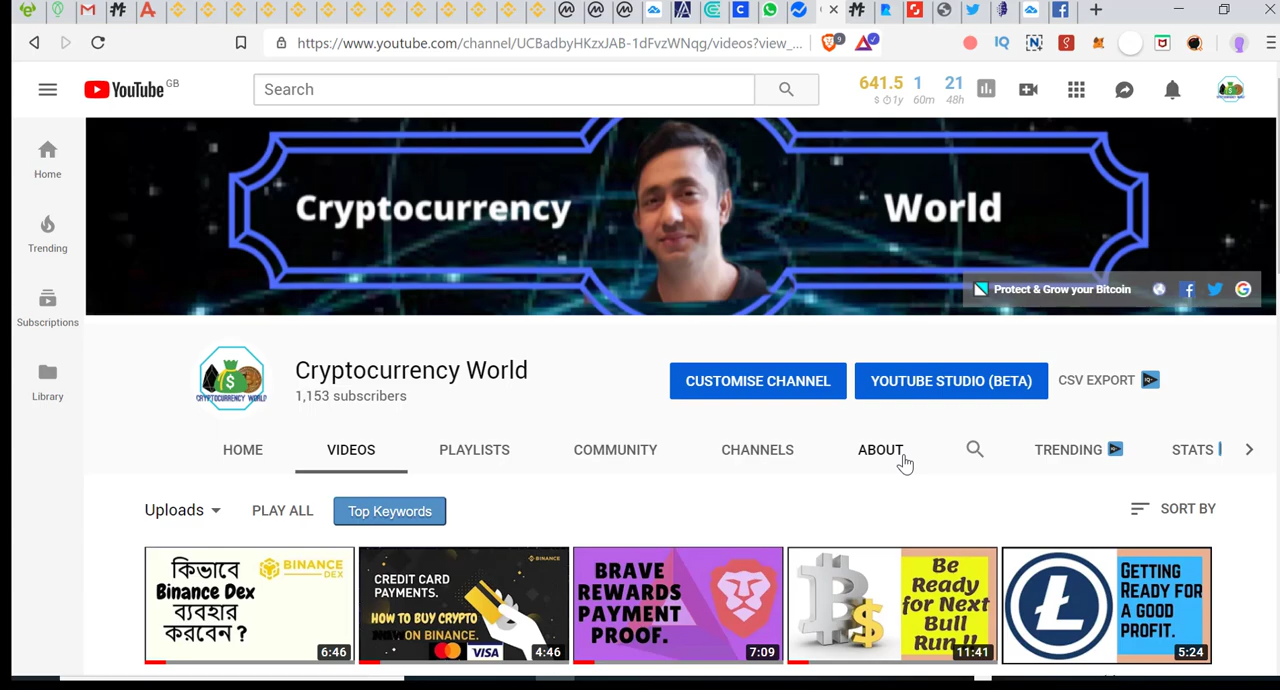 https://www.youtube.com/channel/UCBadbyHKzxJAB-1dFvzWNqg/videos?view_...
9
IQ
YouTube GB
Search
641.5 1 21
$ 1y 60m 48h
Home
Trending
Subscriptions
Library
Cryptocurrency World
Protect & Grow your Bitcoin
CRYPTOCURRENCY WORLD
Cryptocurrency World
1,153 subscribers
CUSTOMISE CHANNEL
YOUTUBE STUDIO (BETA)
CSV EXPORT
HOME VIDEOS PLAYLISTS COMMUNITY CHANNELS ABOUT TRENDING STATS
Uploads PLAY ALL Top Keywords SORT BY
কিভাবে
Binance Dex
ব্যবহার
করবেন ?
BINANCE
DEX
6:46
BINANCE
CREDIT CARD
PAYMENTS.
HOW TO BUY CRYPTO
ON BINANCE.
VISA
4:46
BRAVE
REWARDS
PAYMENT
PROOF.
7:09
Be
Ready
for Next
Bull
Run !!
11:41
GETTING
READY FOR
A GOOD
PROFIT.
5:24